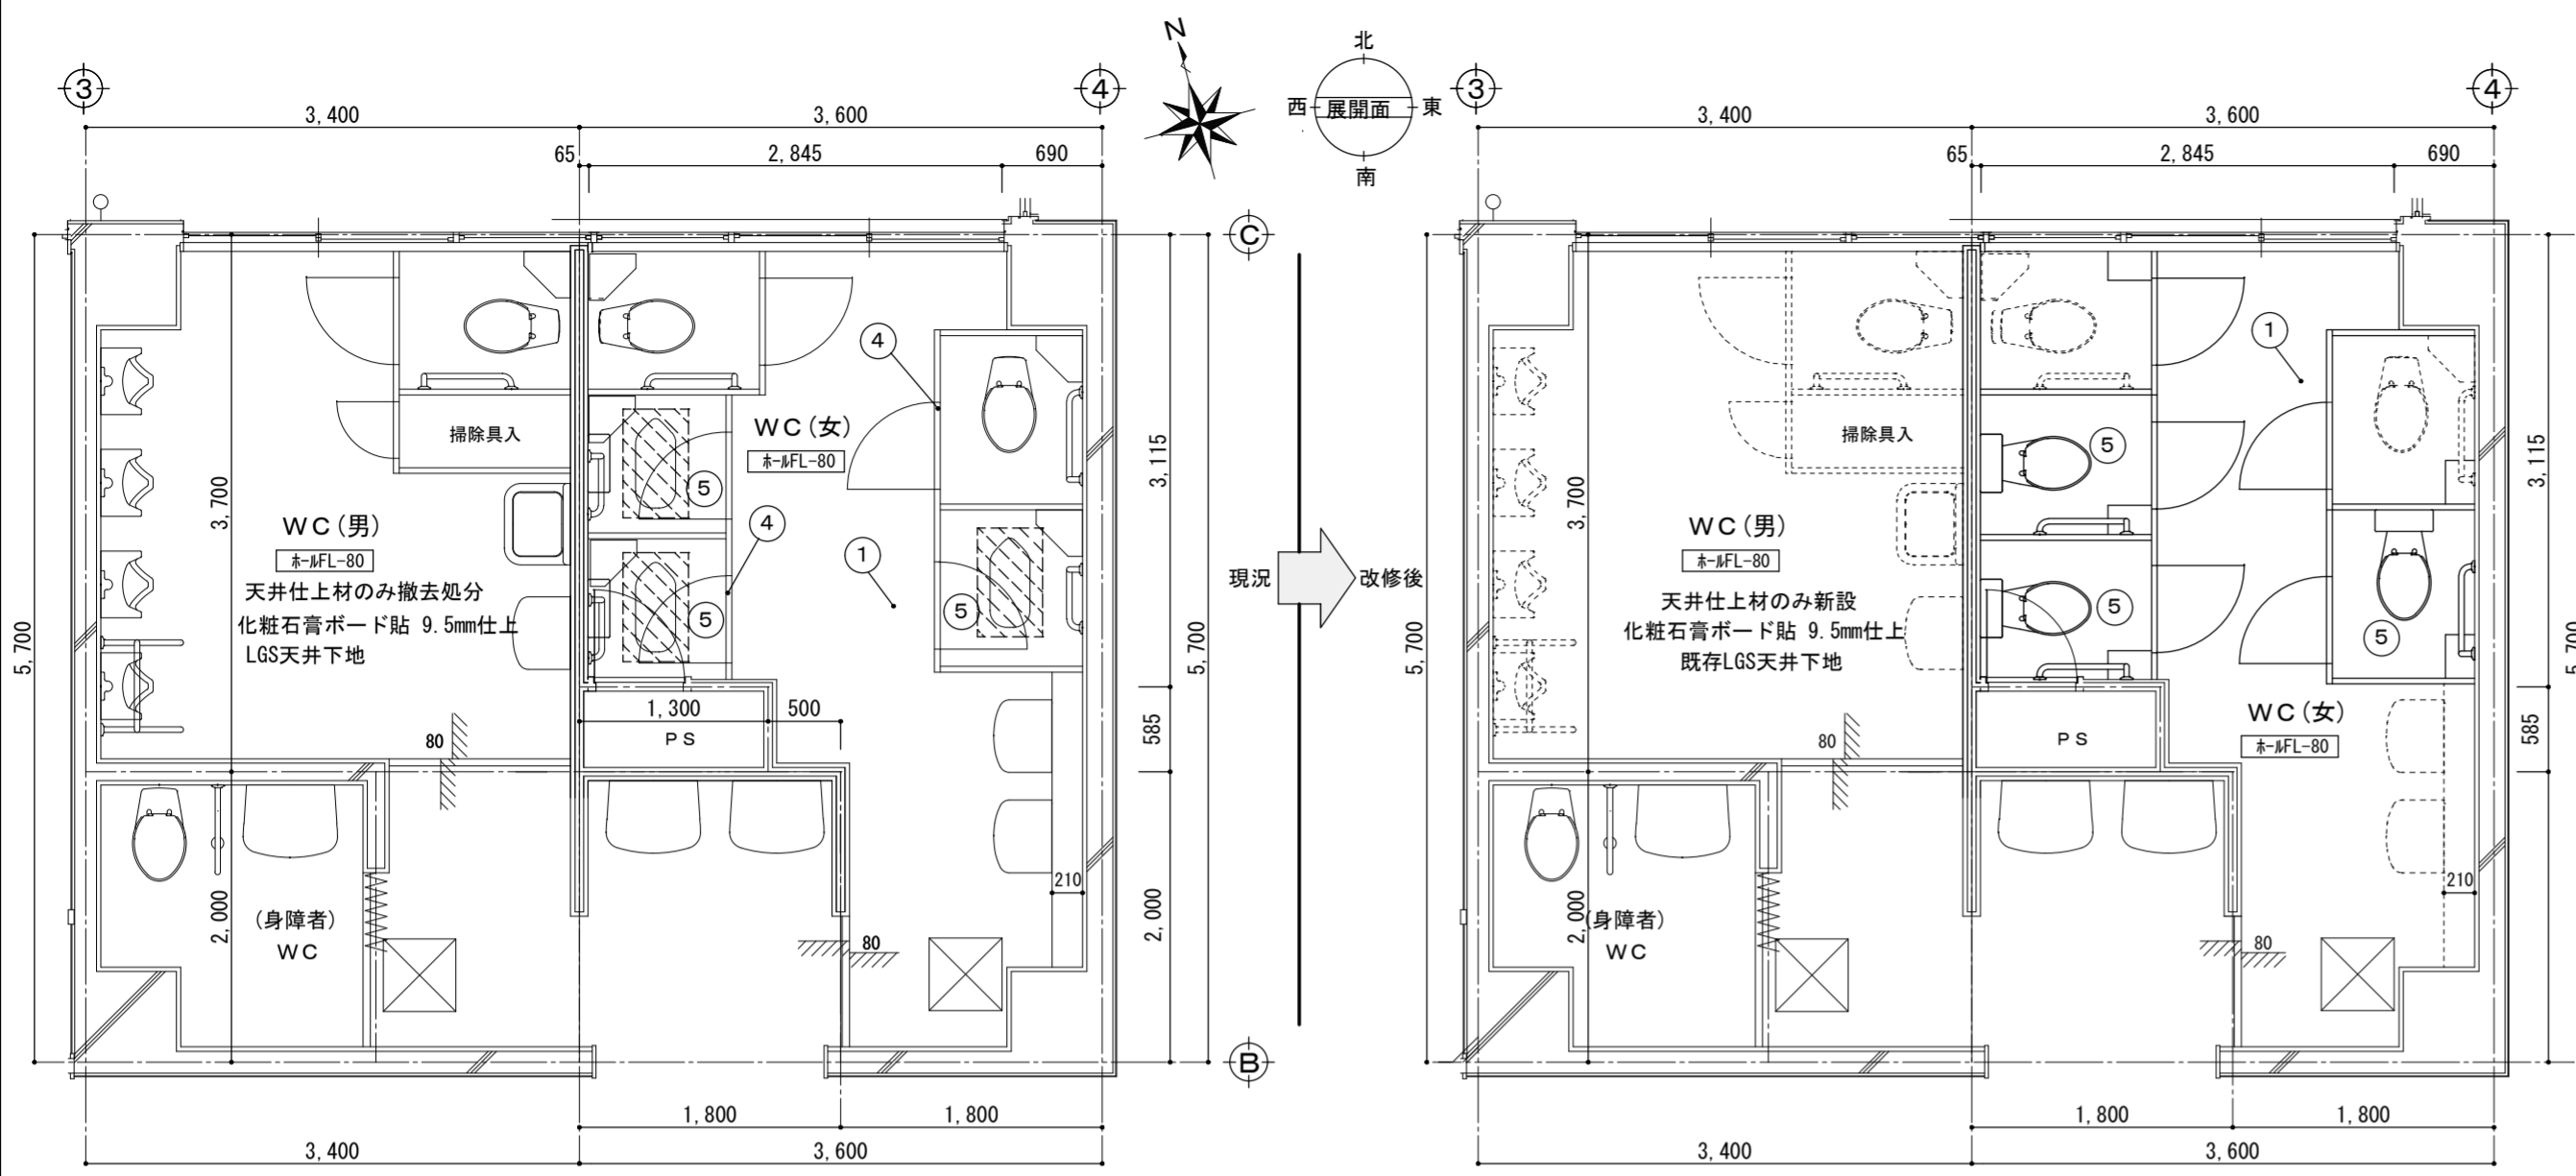 N
北
西 展開面 東
南
3
4
3,400
3,600
65
2,845
690
C
B
掃除具入
WC(女)
ホールFL-80
4
4
5
5
5
1
WC(男)
ホールFL-80
天井仕上材のみ撤去処分
化粧石膏ボード貼 9.5mm仕上
LGS天井下地
3,700
5,700
2,000
3,115
585
5,700
2,000
1,300
500
PS
80
80
210
(身障者)
WC
1,800
1,800
3,400
3,600
現況
改修後
3
4
3,400
3,600
65
2,845
690
1
掃除具入
5
5
5
WC(男)
ホールFL-80
天井仕上材のみ新設
化粧石膏ボード貼 9.5mm仕上
既存LGS天井下地
3,700
5,700
2,000
3,115
585
5,700
WC(女)
ホールFL-80
PS
80
80
210
(身障者)
WC
1,800
1,800
3,400
3,600